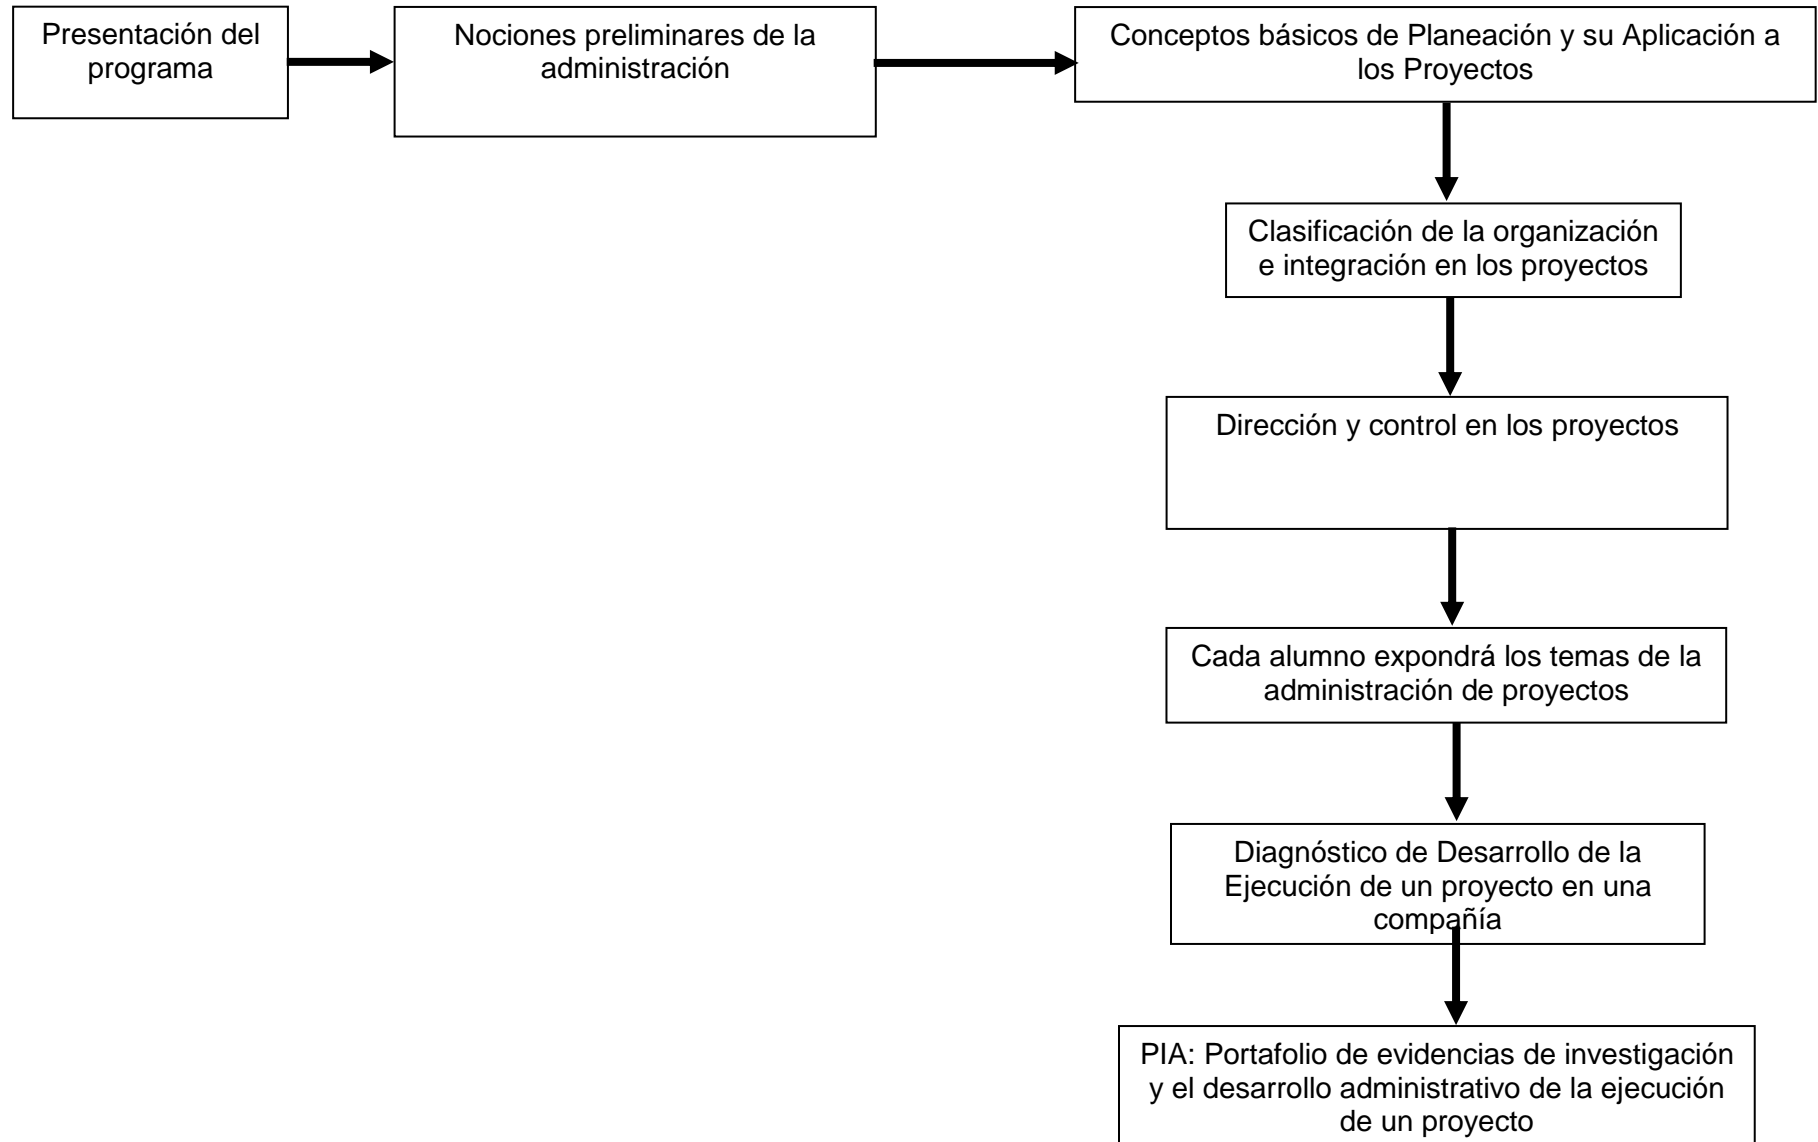 Presentación del
programa
Nociones preliminares de la
administración
Conceptos básicos de Planeación y su Aplicación a
los Proyectos
Clasificación de la organización
e integración en los proyectos
Dirección y control en los proyectos
Cada alumno expondrá los temas de la
administración de proyectos
Diagnóstico de Desarrollo de la
Ejecución de un proyecto en una
compañía
PIA: Portafolio de evidencias de investigación
y el desarrollo administrativo de la ejecución
de un proyecto